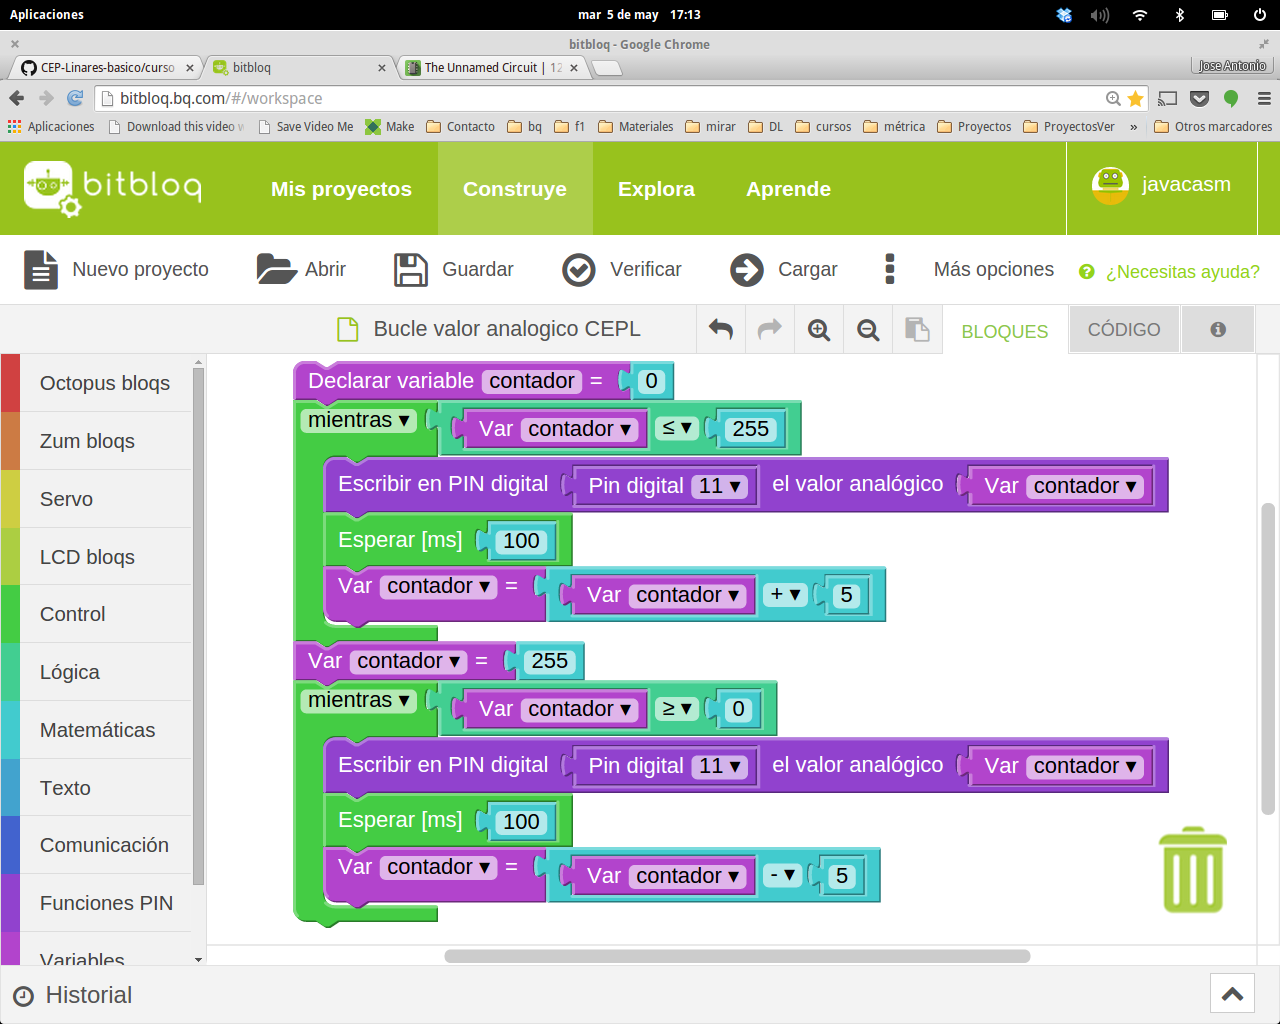 Aplicaciones
mar 5 de may 17:13
bitbloq - Google Chrome
CEP-Linares-basico/curso
bitbloq
The Unnamed Circuit | 12
Jose Antonio
bitbloq.bq.com/#/workspace
Aplicaciones
Download this video w
Save Video Me
Make
Contacto
bq
f1
Materiales
mirar
DL
cursos
métrica
Proyectos
ProyectosVer
»
Otros marcadores
bitbloq
Mis proyectos
Construye
Explora
Aprende
javacasm
Nuevo proyecto
Abrir
Guardar
Verificar
Cargar
Más opciones
¿Necesitas ayuda?
Bucle valor analogico CEPL
BLOQUES
CÓDIGO
Octopus bloqs
Zum bloqs
Servo
LCD bloqs
Control
Lógica
Matemáticas
Texto
Comunicación
Funciones PIN
Variables
Declarar variable contador = 0
mientras ▾ Var contador ▾ ≤ ▾ 255
Escribir en PIN digital Pin digital 11 ▾ el valor analógico Var contador ▾
Esperar [ms] 100
Var contador ▾ = Var contador ▾ + ▾ 5
Var contador ▾ = 255
mientras ▾ Var contador ▾ ≥ ▾ 0
Escribir en PIN digital Pin digital 11 ▾ el valor analógico Var contador ▾
Esperar [ms] 100
Var contador ▾ = Var contador ▾ - ▾ 5
Historial